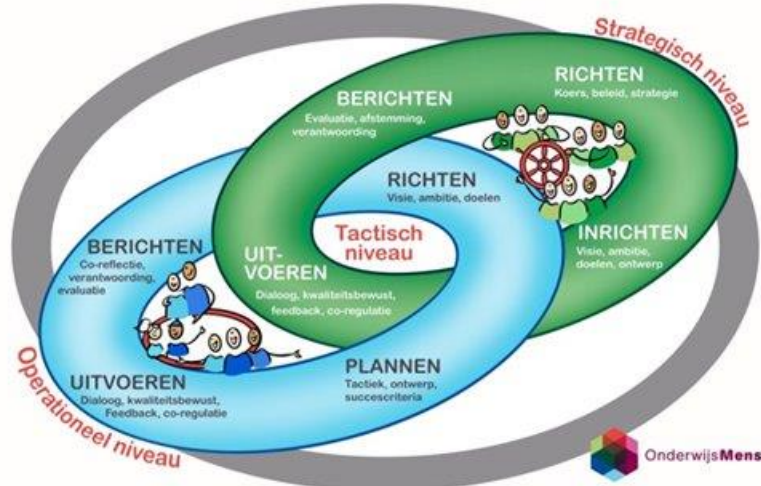 Strategisch niveau
RICHTEN
Koers, beleid, strategie
BERICHTEN
Evaluatie, afstemming,
verantwoording
RICHTEN
Visie, ambitie, doelen
INRICHTEN
Visie, ambitie,
doelen, ontwerp
Tactisch
niveau
UIT-
VOEREN
Dialoog, kwaliteitsbewust,
feedback, co-regulatie
BERICHTEN
Co-reflectie,
verantwoording,
evaluatie
PLANNEN
Tactiek, ontwerp,
succescriteria
UITVOEREN
Dialoog, kwaliteitsbewust,
Feedback, co-regulatie
Operationeel niveau
OnderwijsMens